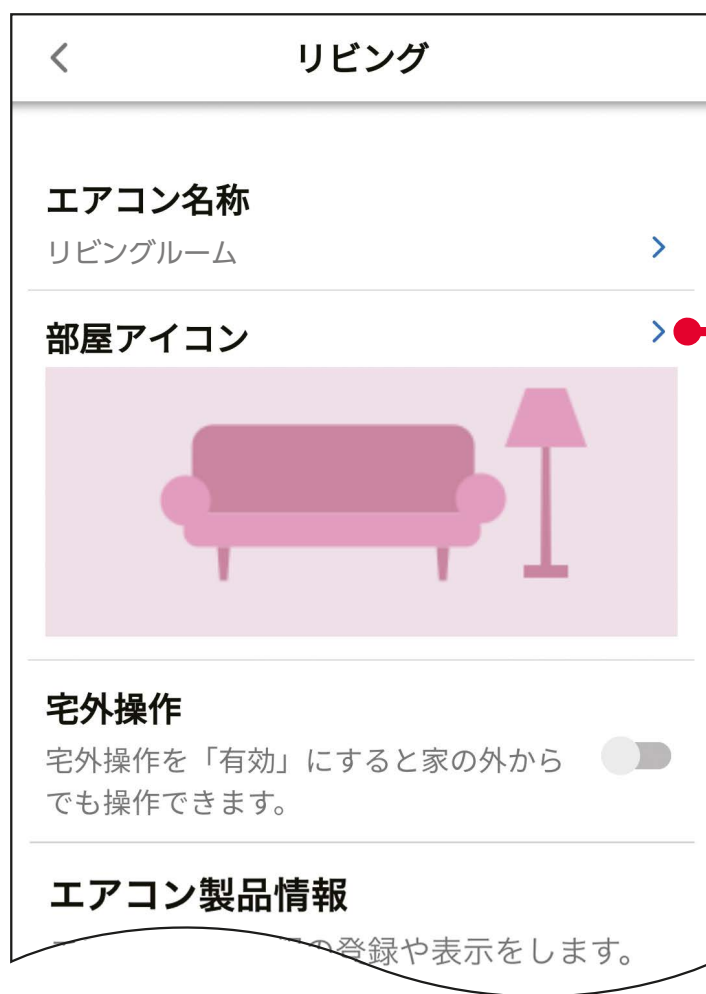 リビング
エアコン名称
リビングルーム
部屋アイコン
宅外操作
宅外操作を「有効」にすると家の外から
でも操作できます。
エアコン製品情報
の登録や表示をします。